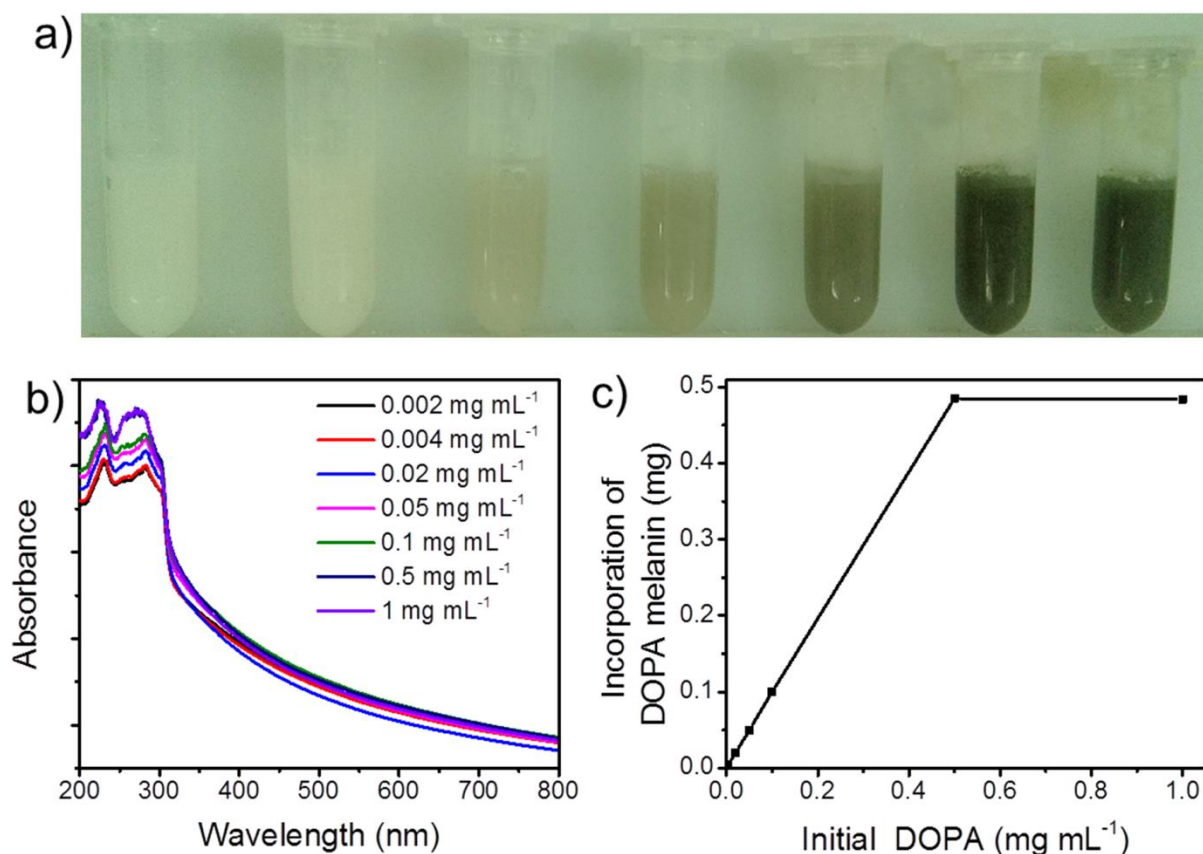 a)
b)
0.002 mg mL⁻¹
0.004 mg mL⁻¹
0.02 mg mL⁻¹
0.05 mg mL⁻¹
0.1 mg mL⁻¹
0.5 mg mL⁻¹
1 mg mL⁻¹
Absorbance
200 300 400 500 600 700 800
Wavelength (nm)
c)
0.5
0.4
0.3
0.2
0.1
0.0
Incorporation of
DOPA melanin (mg)
0.0 0.2 0.4 0.6 0.8 1.0
Initial DOPA (mg mL⁻¹)